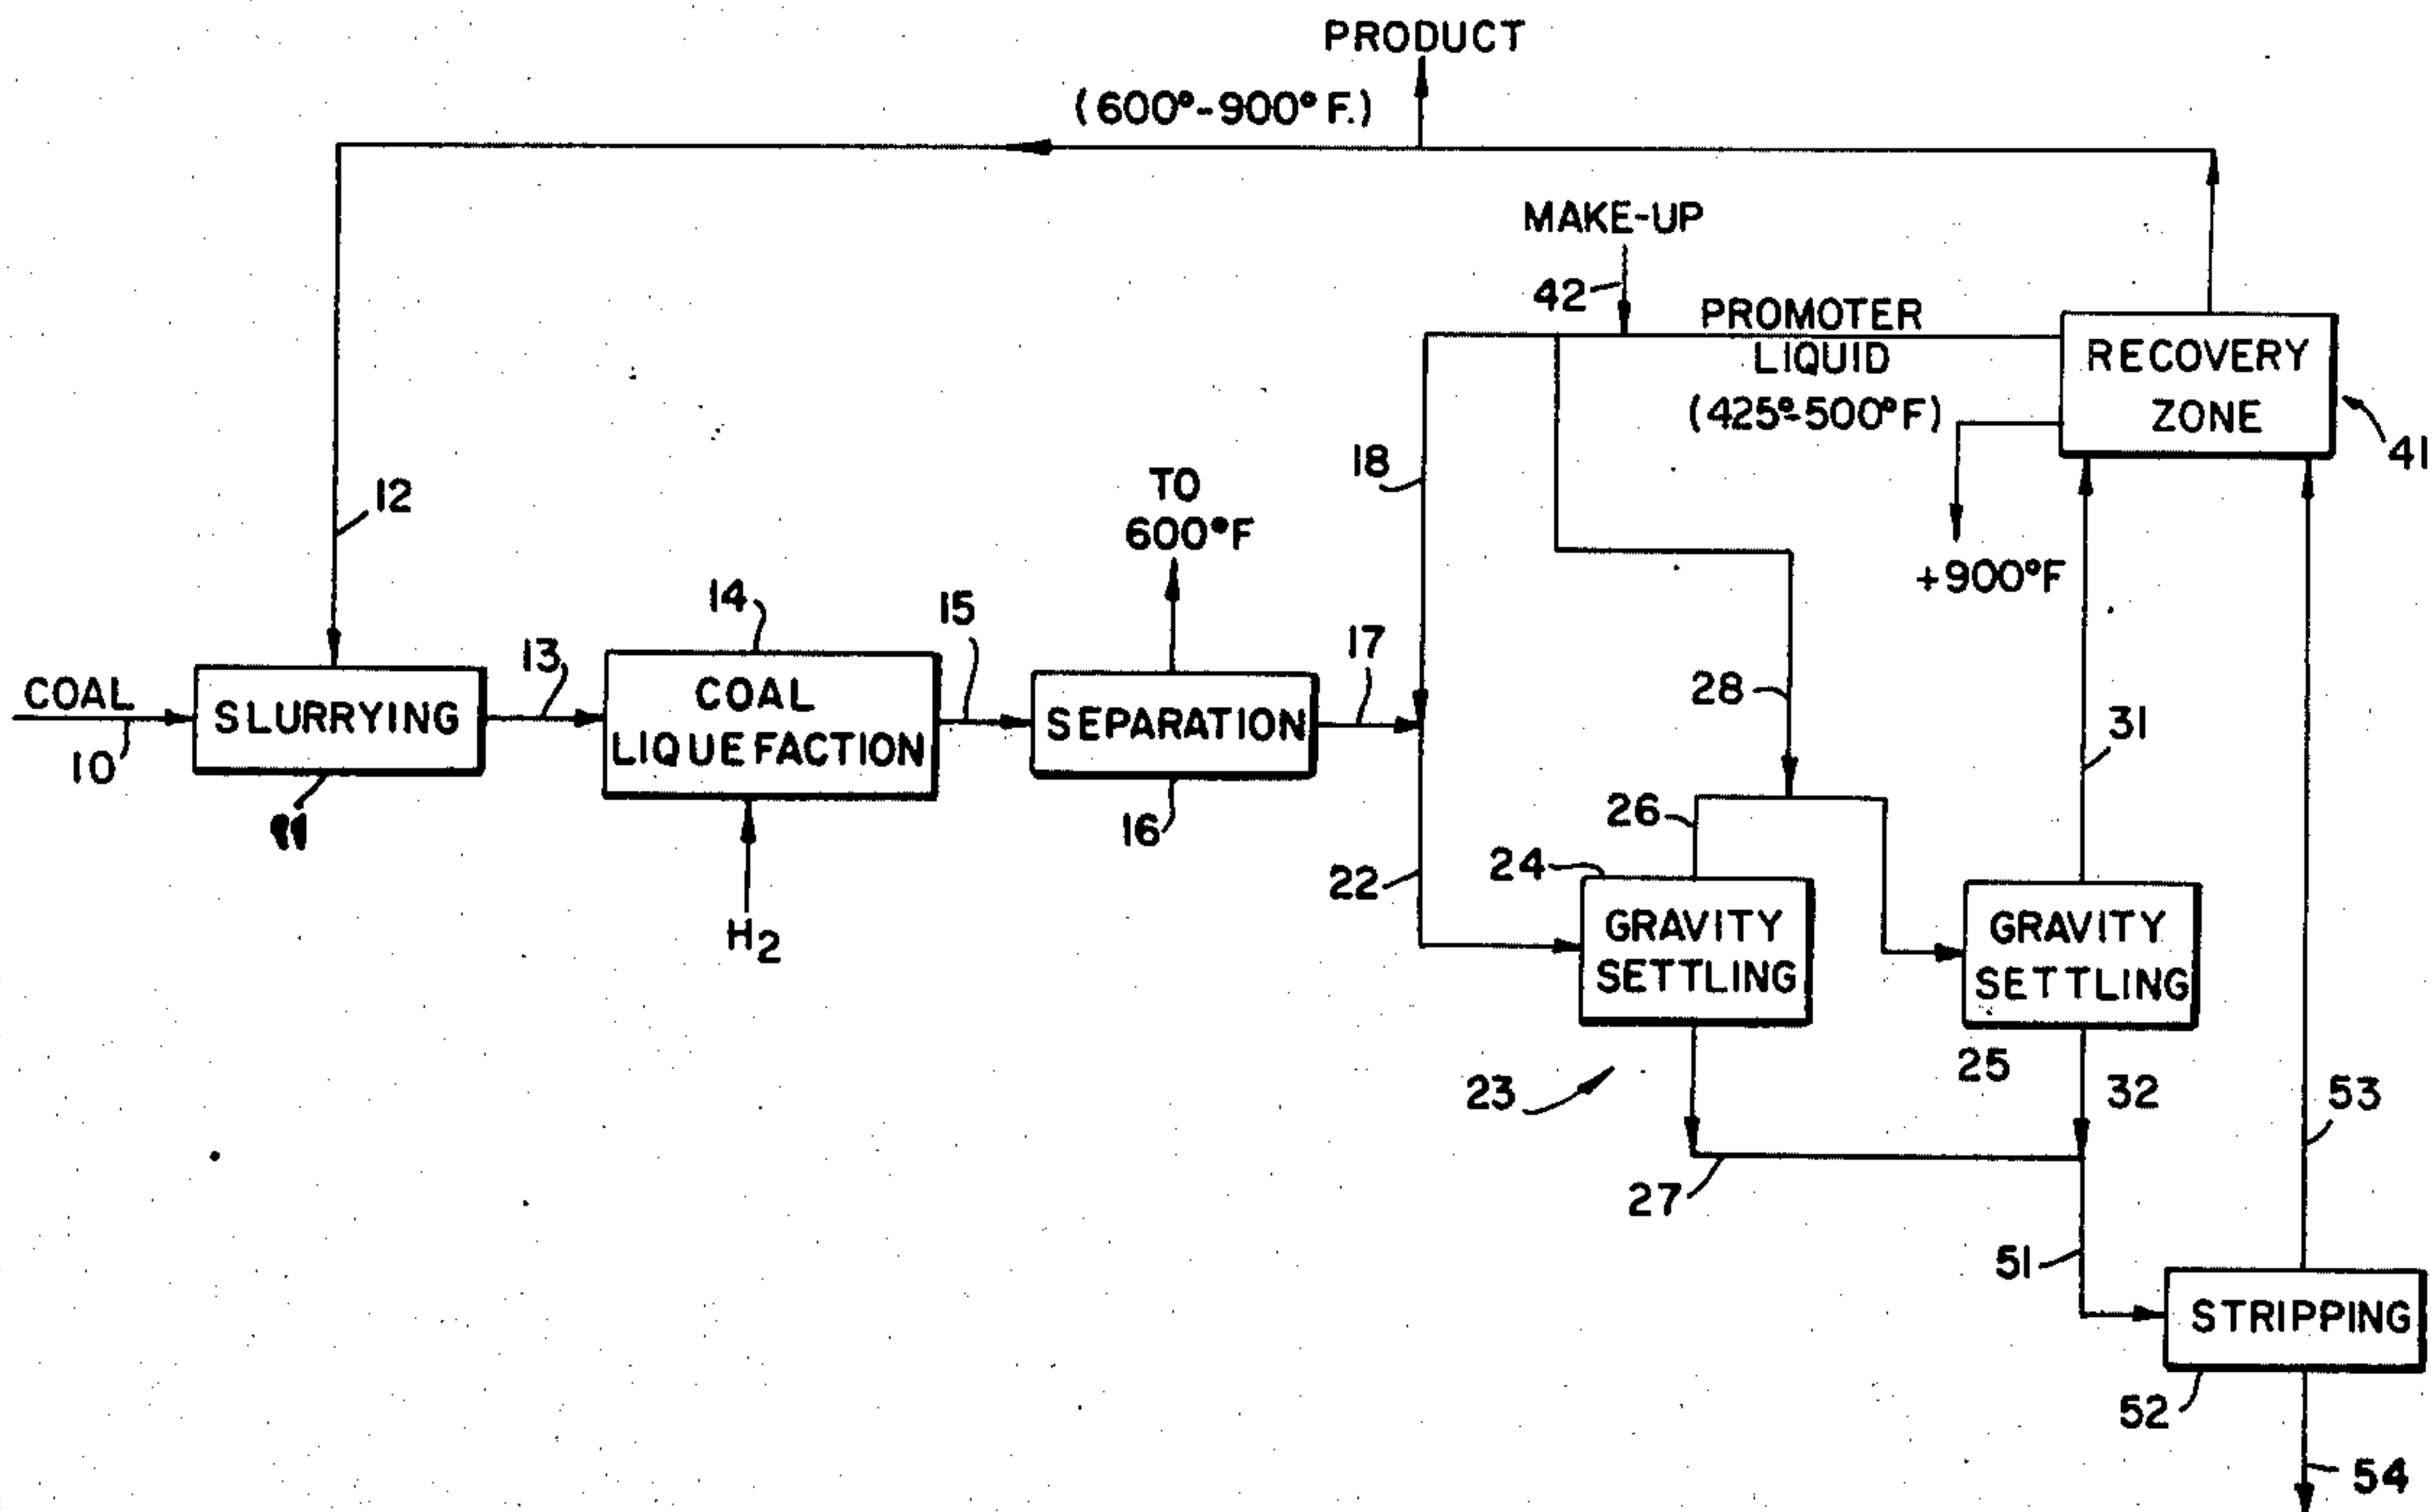 PRODUCT
(600°-900°F.)
MAKE-UP
42
PROMOTER
LIQUID
(425°-500°F)
RECOVERY
ZONE
41
18
12
TO
600°F
+900°F
14
15
13
17
28
31
COAL
10
SLURRYING
COAL
LIQUEFACTION
SEPARATION
16
H2
26
24
22
GRAVITY
SETTLING
GRAVITY
SETTLING
25
23
32
53
27
51
STRIPPING
52
54